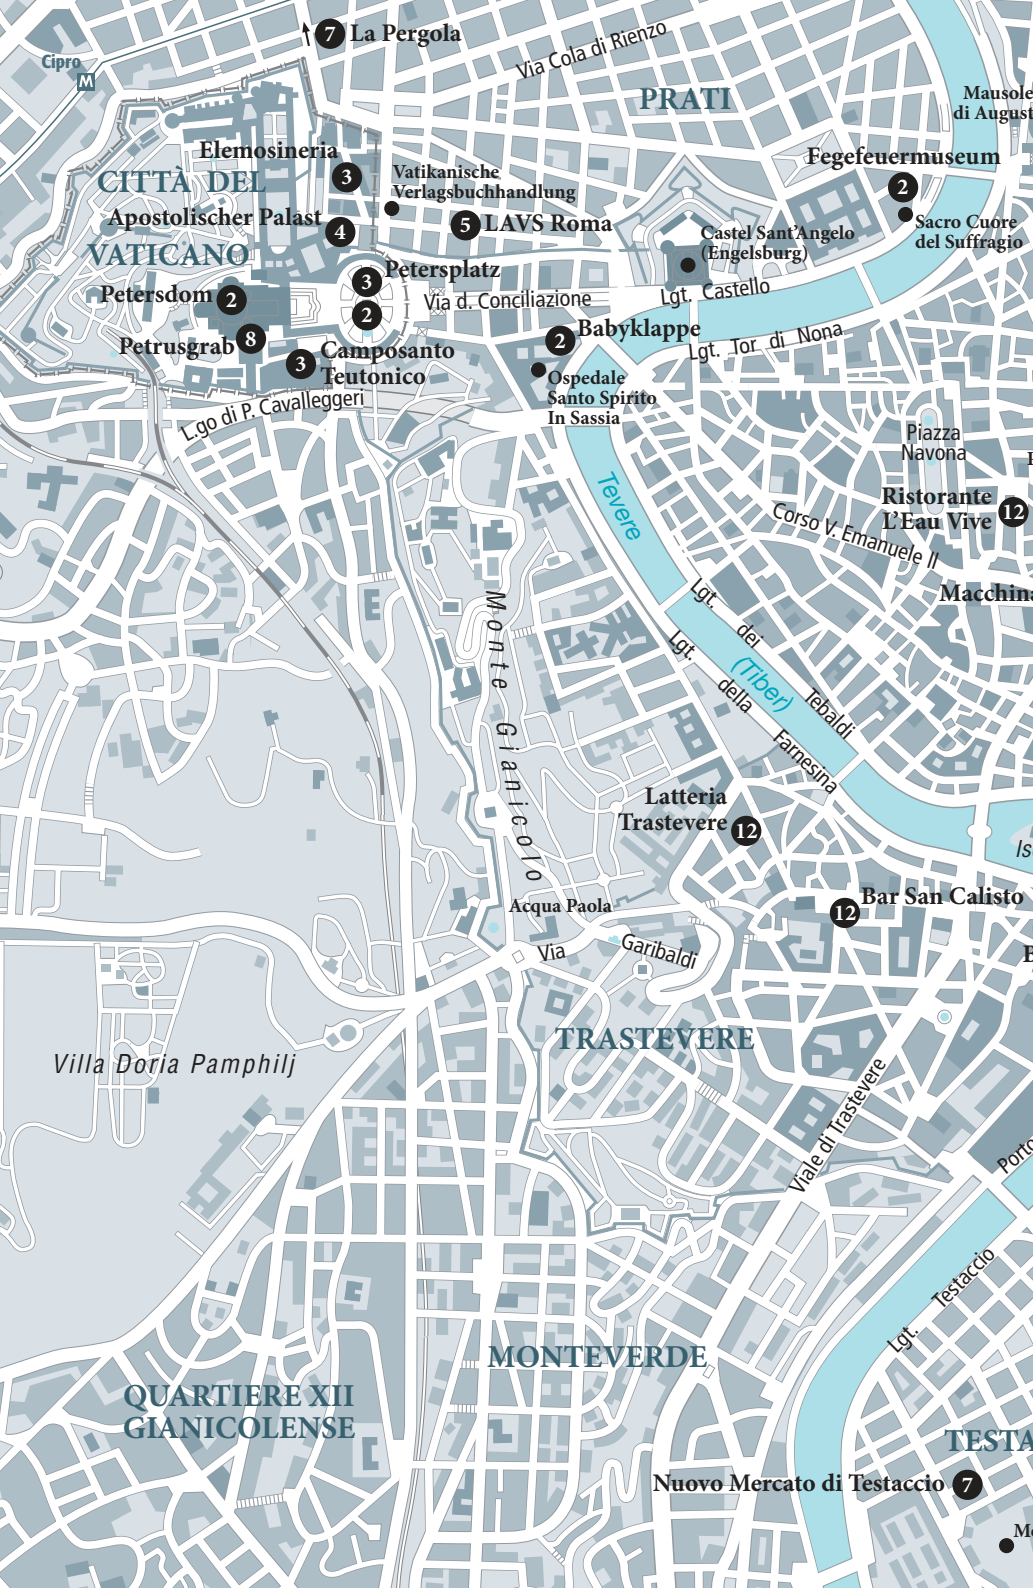 7 La Pergola
Cipro
M
Via Cola di Rienzo
PRATI
Mausole
di August
Elemosineria
3
CITTÀ DEL
VATICANO
Vatikanische
Verlagsbuchhandlung
Fegefeuermuseum
2
Sacro Cuore
del Suffragio
Apostolischer Palast
4
5 LAVS Roma
Castel Sant'Angelo
(Engelsburg)
Petersplatz
3
2
Petersdom 2
Via d. Conciliazione
Lgt. Castello
Petrusgrab 8
3 Camposanto
Teutonico
2 Babyklappe
Lgt. Tor di Nona
Ospedale
Santo Spirito
In Sassia
L.go di P. Cavalleggeri
Piazza
Navona
Tevere
Ristorante
L'Eau Vive 12
Corso V. Emanuele II
Macchina
Monte Gianicolo
Lgt. dei Tebaldi
(Tiber)
Lgt. della Farnesina
Latteria
Trastevere 12
Is
Acqua Paola
12 Bar San Calisto
Via Garibaldi
B
TRASTEVERE
Villa Doria Pamphilj
Viale di Trastevere
Porto
Lgt. Testaccio
MONTEVERDE
QUARTIERE XII
GIANICOLENSE
TESTA
Nuovo Mercato di Testaccio 7